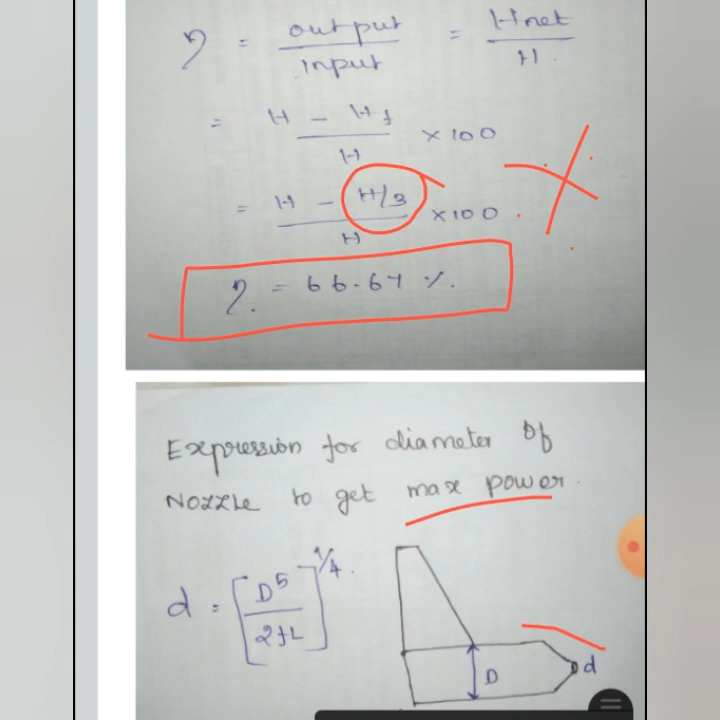 η = output / input = Hnet / H.
= H - Hf / H × 100
= H - H/3 / H × 100.
η. = 66.67 %.
Expression for diameter Of
NOZZLE to get max power.
d = [D⁵ / 2fL]^1/4.
D
d